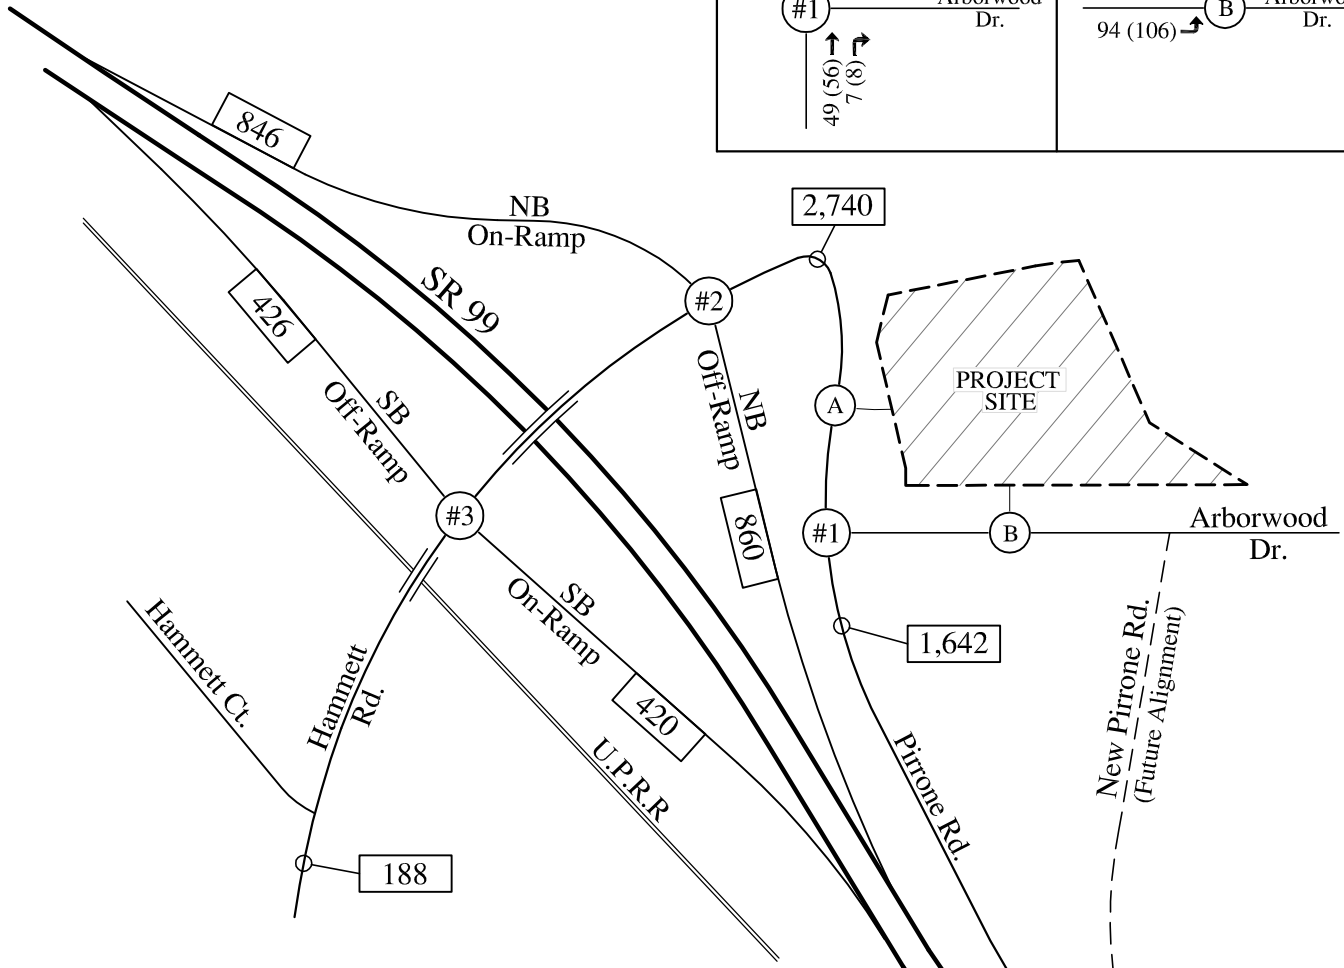 #1
Dr.
49 (56)
7 (8)
B
Dr.
94 (106)
846
NB
On-Ramp
2,740
SR 99
#2
426
SB
Off-Ramp
NB
Off-Ramp
PROJECT
SITE
A
#3
860
#1
B
Arborwood
Dr.
SB
On-Ramp
1,642
Hammett Ct.
Hammett
Rd.
420
U.P.R.R
Pirrone Rd.
New Pirrone Rd.
(Future Alignment)
188